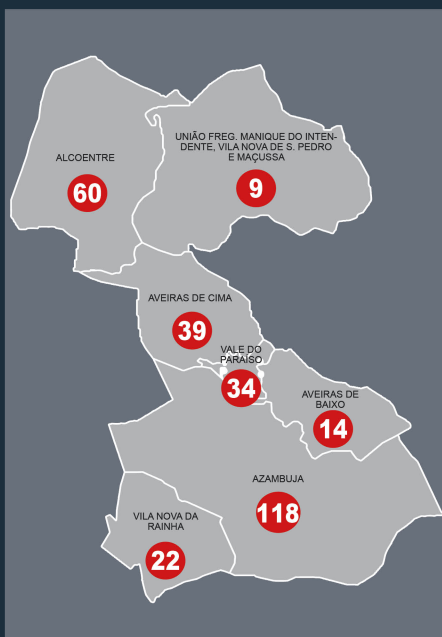 ALCOENTRE
60
UNIÃO FREG. MANIQUE DO INTEN-
DENTE, VILA NOVA DE S. PEDRO
E MAÇUSSA
9
AVEIRAS DE CIMA
39
VALE DO
PARAÍSO
34
AVEIRAS DE
BAIXO
14
AZAMBUJA
118
VILA NOVA DA
RAINHA
22